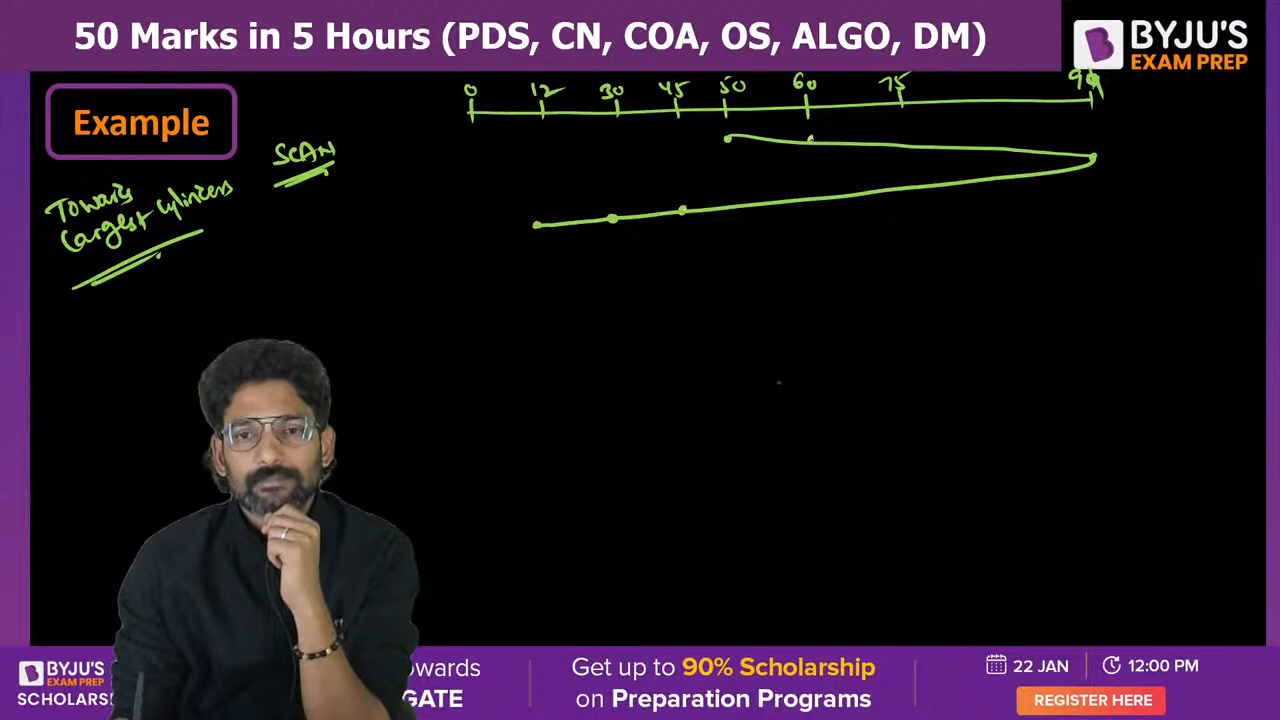 50 Marks in 5 Hours (PDS, CN, COA, OS, ALGO, DM)
BYJU'S
EXAM PREP
Example
SCAN
Towards
Largest cylinders
0 12 30 45 50 60 75
BYJU'S
EXAM PREP
SCHOLARS
owards
GATE
Get up to 90% Scholarship
on Preparation Programs
22 JAN
12:00 PM
REGISTER HERE